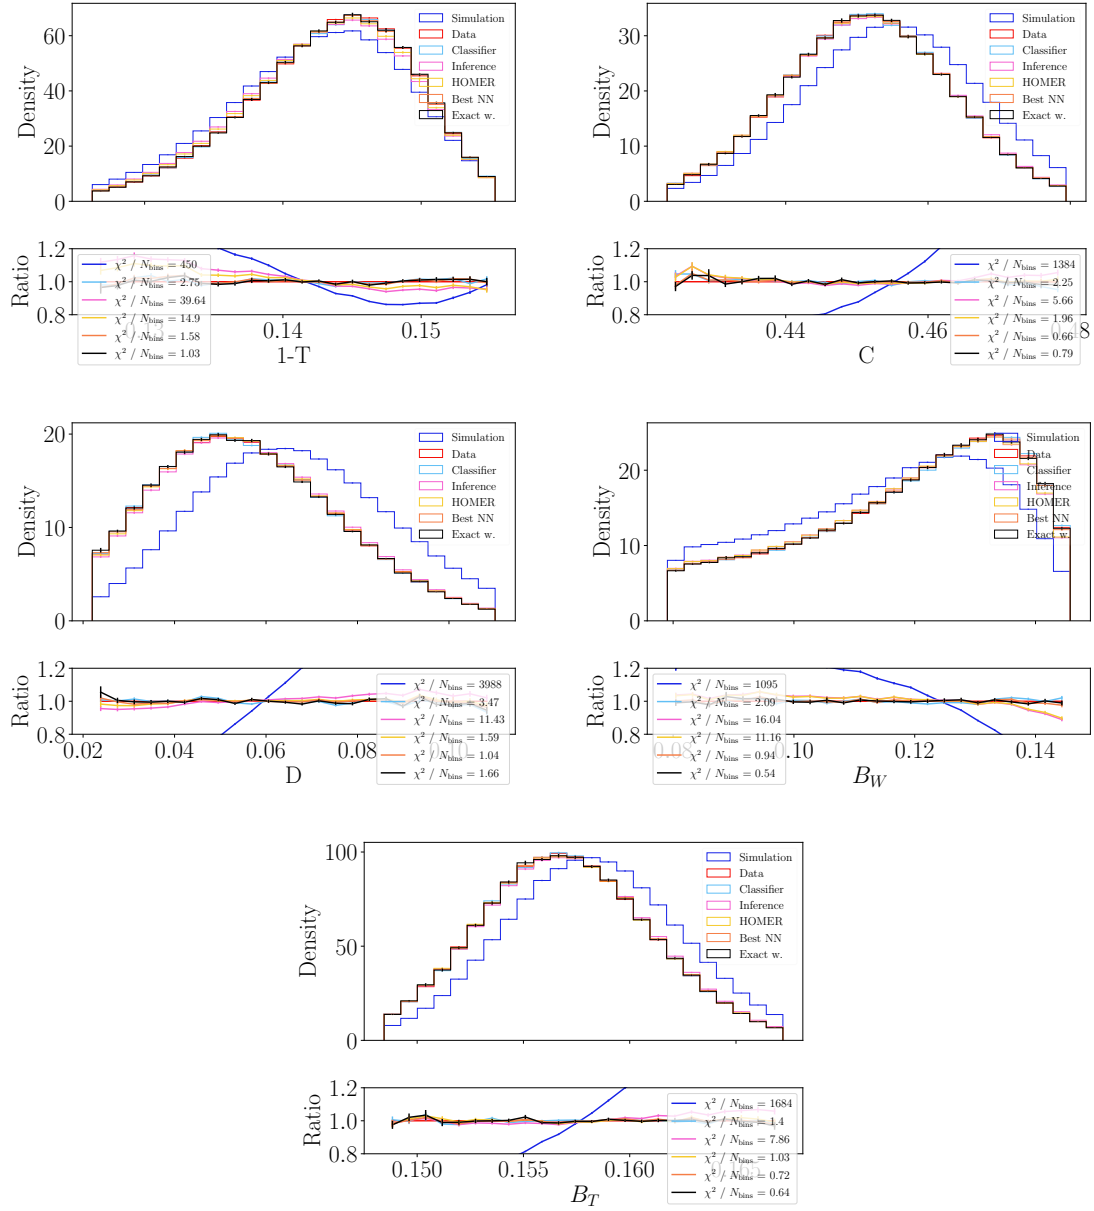 60
40
20
0
Density
Simulation
Data
Classifier
Inference
HOMER
Best NN
Exact w.
1.2
1.0
0.8
Ratio
χ² / N_bins = 450
χ² / N_bins = 2.75
χ² / N_bins = 39.64
χ² / N_bins = 14.9
χ² / N_bins = 1.58
χ² / N_bins = 1.03
0.13 0.14 0.15
1-T
30
20
10
0
Density
Simulation
Data
Classifier
Inference
HOMER
Best NN
Exact w.
1.2
1.0
0.8
Ratio
χ² / N_bins = 1384
χ² / N_bins = 2.25
χ² / N_bins = 5.66
χ² / N_bins = 1.96
χ² / N_bins = 0.66
χ² / N_bins = 0.79
0.44 0.46 0.48
C
20
10
0
Density
Simulation
Data
Classifier
Inference
HOMER
Best NN
Exact w.
1.2
1.0
0.8
Ratio
χ² / N_bins = 3988
χ² / N_bins = 3.47
χ² / N_bins = 11.43
χ² / N_bins = 1.59
χ² / N_bins = 1.04
χ² / N_bins = 1.66
0.02 0.04 0.06 0.08 0.10
D
20
10
0
Density
Simulation
Data
Classifier
Inference
HOMER
Best NN
Exact w.
1.2
1.0
0.8
Ratio
χ² / N_bins = 1095
χ² / N_bins = 2.09
χ² / N_bins = 16.04
χ² / N_bins = 11.16
χ² / N_bins = 0.94
χ² / N_bins = 0.54
0.08 0.10 0.12 0.14
B_W
100
50
0
Density
Simulation
Data
Classifier
Inference
HOMER
Best NN
Exact w.
1.2
1.0
0.8
Ratio
χ² / N_bins = 1684
χ² / N_bins = 1.4
χ² / N_bins = 7.86
χ² / N_bins = 1.03
χ² / N_bins = 0.72
χ² / N_bins = 0.64
0.150 0.155 0.160 0.165
B_T